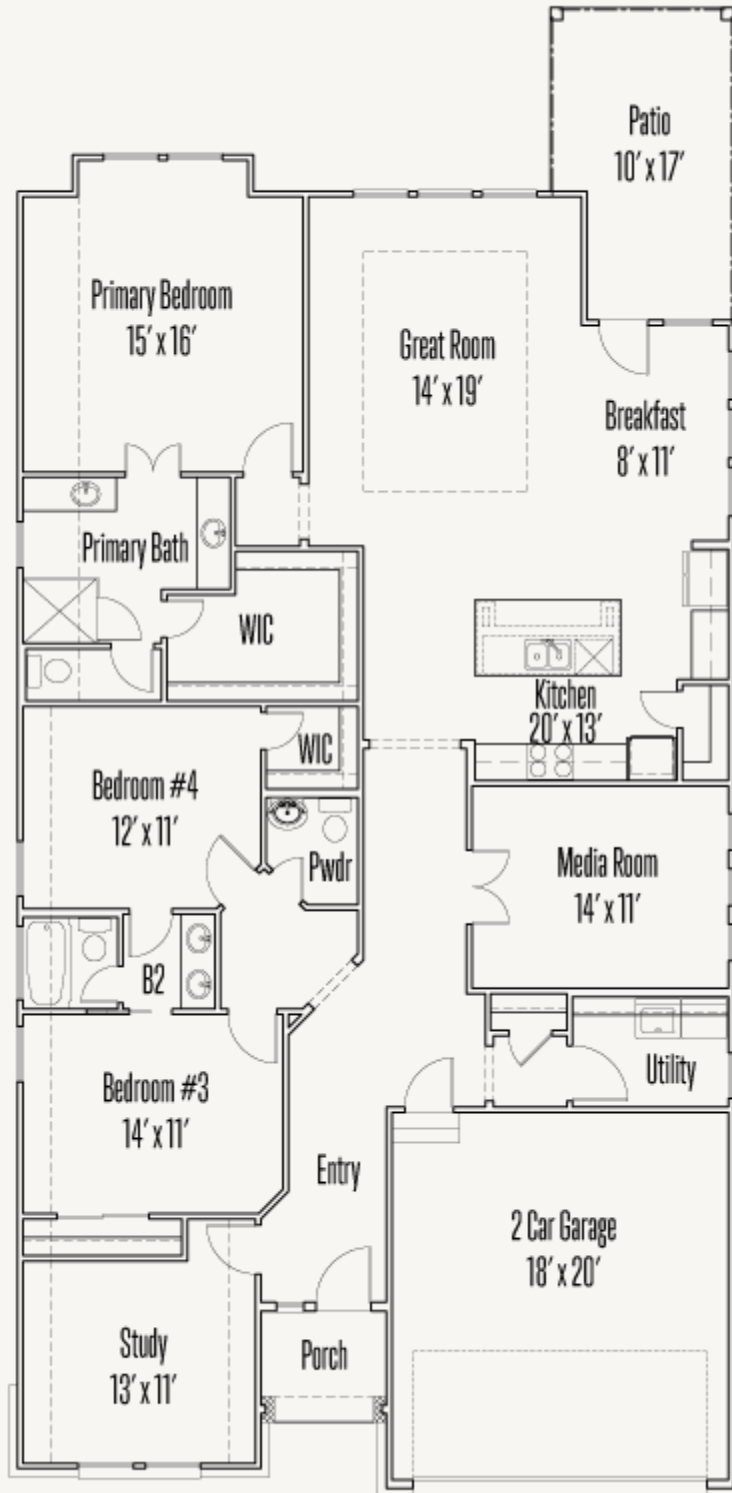 Patio
10' x 17'
Primary Bedroom
15' x 16'
Great Room
14' x 19'
Breakfast
8' x 11'
Primary Bath
WIC
Kitchen
20' x 13'
WIC
Bedroom #4
12' x 11'
Pwdr
Media Room
14' x 11'
B2
Utility
Bedroom #3
14' x 11'
Entry
2 Car Garage
18' x 20'
Study
13' x 11'
Porch